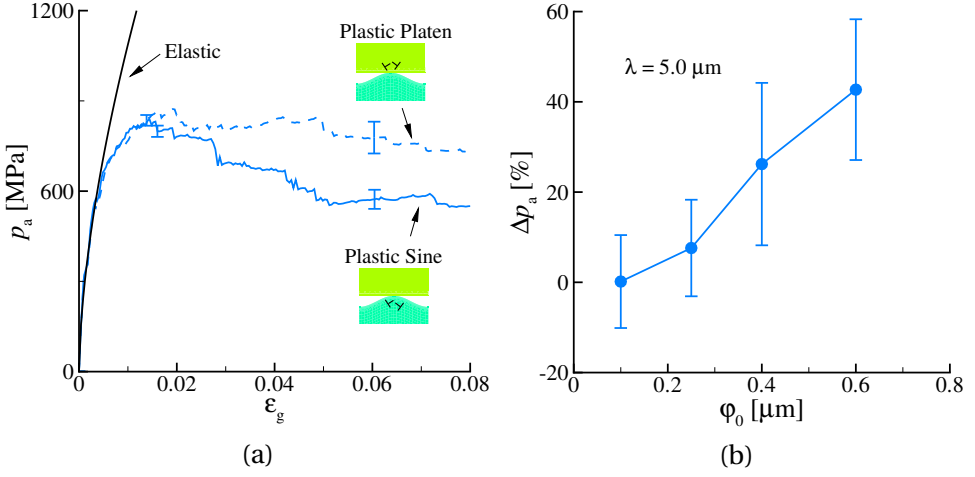 (a)
p_a [MPa]
1200
900
600
300
0
0
0.02
0.04
0.06
0.08
ε_g
Elastic
Plastic Platen
Plastic Sine
(b)
Δp_a [%]
60
40
20
0
-20
0
0.2
0.4
0.6
0.8
φ_0 [μm]
λ = 5.0 μm